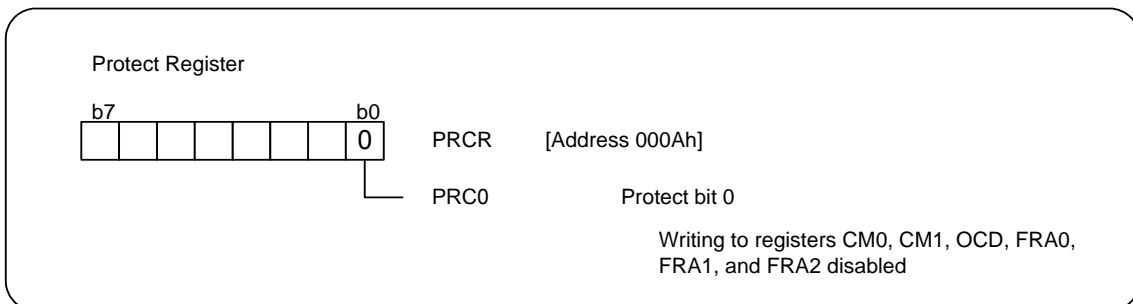 Protect Register
b7 b0
0 PRCR [Address 000Ah]
PRC0 Protect bit 0
Writing to registers CM0, CM1, OCD, FRA0,
FRA1, and FRA2 disabled